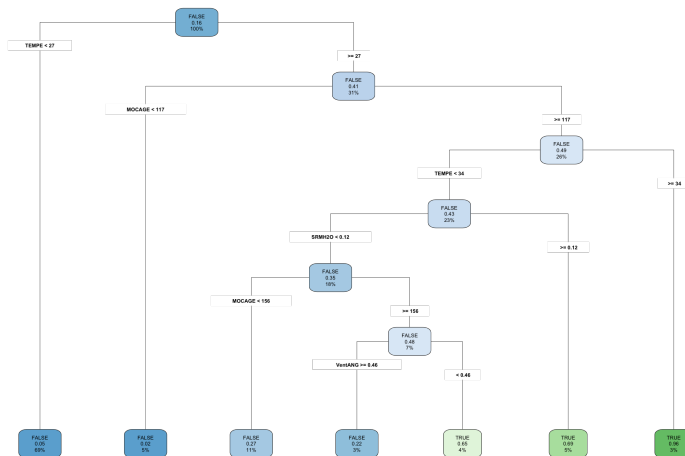 FALSE
0.18
100%
TEMPE < 27
>= 27
FALSE
0.41
31%
MOCAGE < 117
>= 117
FALSE
0.49
26%
TEMPE < 34
>= 34
FALSE
0.43
23%
SRMH2O < 0.12
>= 0.12
FALSE
0.35
18%
MOCAGE < 156
>= 156
FALSE
0.48
7%
VentANG >= 0.46
< 0.46
FALSE
0.05
69%
FALSE
0.02
5%
FALSE
0.27
11%
FALSE
0.22
3%
TRUE
0.65
4%
TRUE
0.69
5%
TRUE
0.96
3%